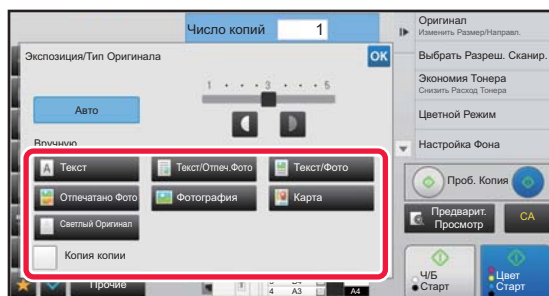 Число копий 1
Экспозиция/Тип Оригинала
OK
1 3 5
Авто
Вручную
Текст
Текст/Отпеч.Фото
Текст/Фото
Отпечатано Фото
Фотография
Карта
Светлый Оригинал
Копия копии
Прочие
4 A3
A4
Оригинал
Изменить Размер/Направл.
Выбрать Разреш. Сканир.
Экономия Тонера
Снизить Расход Тонера
Цветной Режим
Настройка Фона
Проб. Копия
Предварит.
Просмотр
CA
Ч/Б
Старт
Цвет
Старт